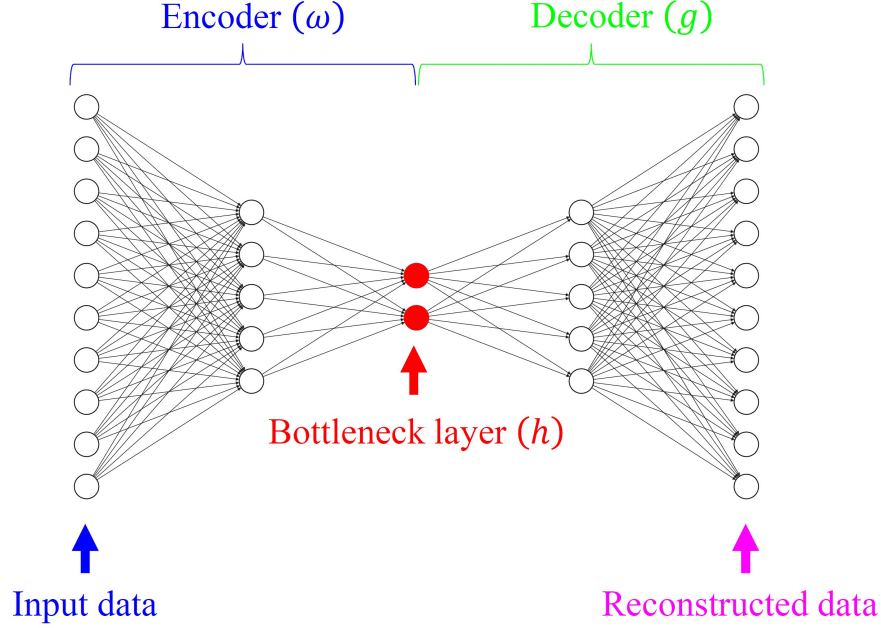 Encoder (ω)
Decoder (g)
Bottleneck layer (h)
Input data
Reconstructed data